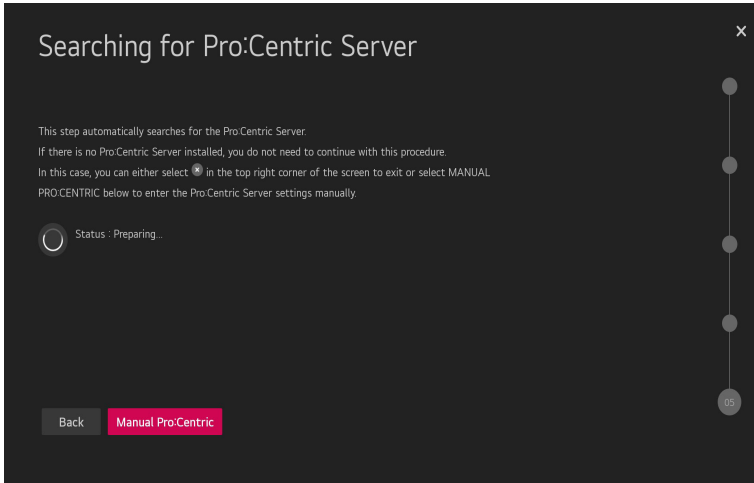 Searching for Pro:Centric Server
This step automatically searches for the Pro:Centric Server.
If there is no Pro:Centric Server installed, you do not need to continue with this procedure.
In this case, you can either select x in the top right corner of the screen to exit or select MANUAL
PRO:CENTRIC below to enter the Pro:Centric Server settings manually.
Status : Preparing...
05
Back
Manual Pro:Centric